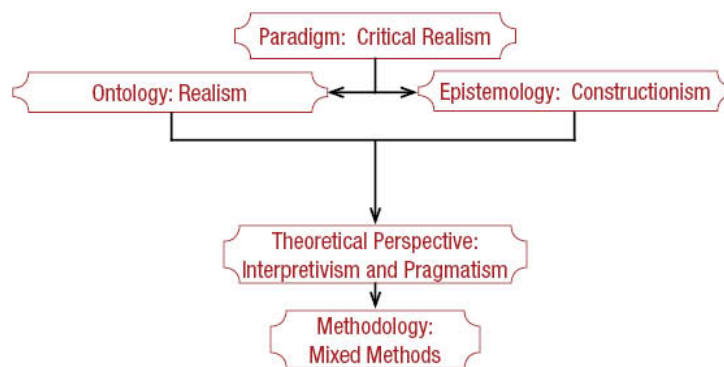 Paradigm: Critical Realism
Ontology: Realism
Epistemology: Constructionism
Theoretical Perspective:
Interpretivism and Pragmatism
Methodology:
Mixed Methods